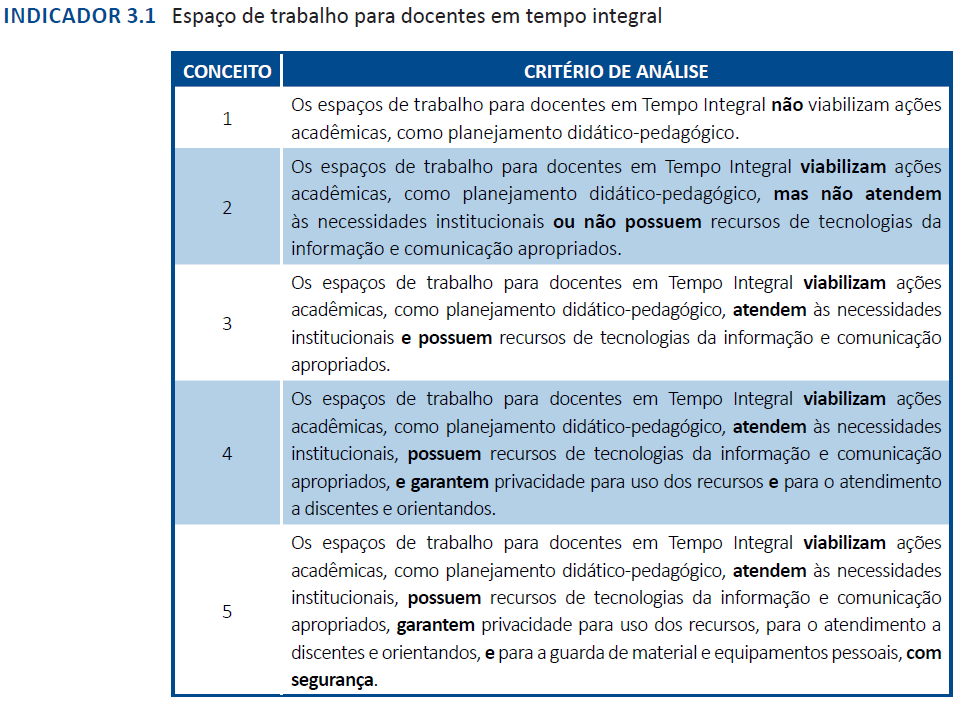 INDICADOR 3.1 Espaço de trabalho para docentes em tempo integral
CONCEITO CRITÉRIO DE ANÁLISE
1
Os espaços de trabalho para docentes em Tempo Integral não viabilizam ações
acadêmicas, como planejamento didático-pedagógico.
2
Os espaços de trabalho para docentes em Tempo Integral viabilizam ações
acadêmicas, como planejamento didático-pedagógico, mas não atendem
às necessidades institucionais ou não possuem recursos de tecnologias da
informação e comunicação apropriados.
3
Os espaços de trabalho para docentes em Tempo Integral viabilizam ações
acadêmicas, como planejamento didático-pedagógico, atendem às necessidades
institucionais e possuem recursos de tecnologias da informação e comunicação
apropriados.
4
Os espaços de trabalho para docentes em Tempo Integral viabilizam ações
acadêmicas, como planejamento didático-pedagógico, atendem às necessidades
institucionais, possuem recursos de tecnologias da informação e comunicação
apropriados, e garantem privacidade para uso dos recursos e para o atendimento
a discentes e orientandos.
5
Os espaços de trabalho para docentes em Tempo Integral viabilizam ações
acadêmicas, como planejamento didático-pedagógico, atendem às necessidades
institucionais, possuem recursos de tecnologias da informação e comunicação
apropriados, garantem privacidade para uso dos recursos, para o atendimento a
discentes e orientandos, e para a guarda de material e equipamentos pessoais, com
segurança.